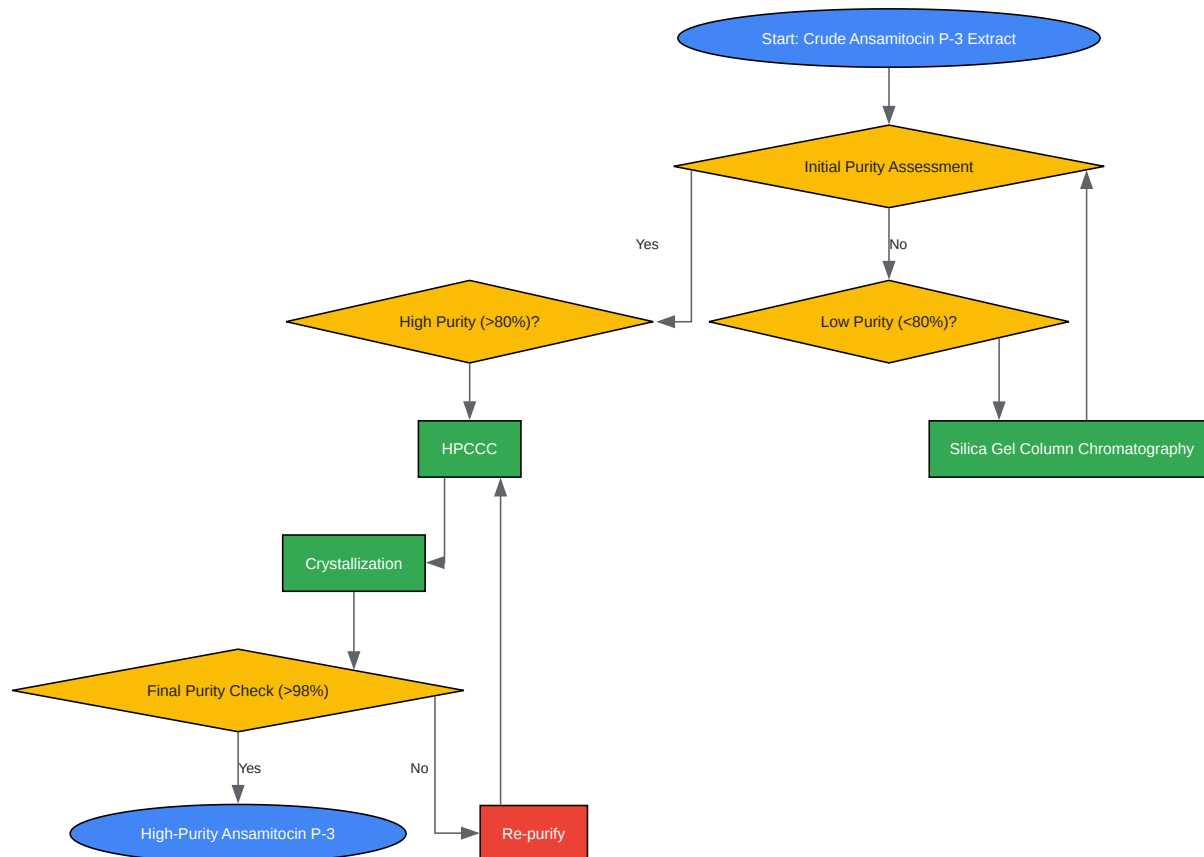 Start: Crude Ansamitocin P-3 Extract
Initial Purity Assessment
Yes
No
High Purity (>80%)?
Low Purity (<80%)?
HPCCC
Silica Gel Column Chromatography
Crystallization
Final Purity Check (>98%)
Yes
No
High-Purity Ansamitocin P-3
Re-purify